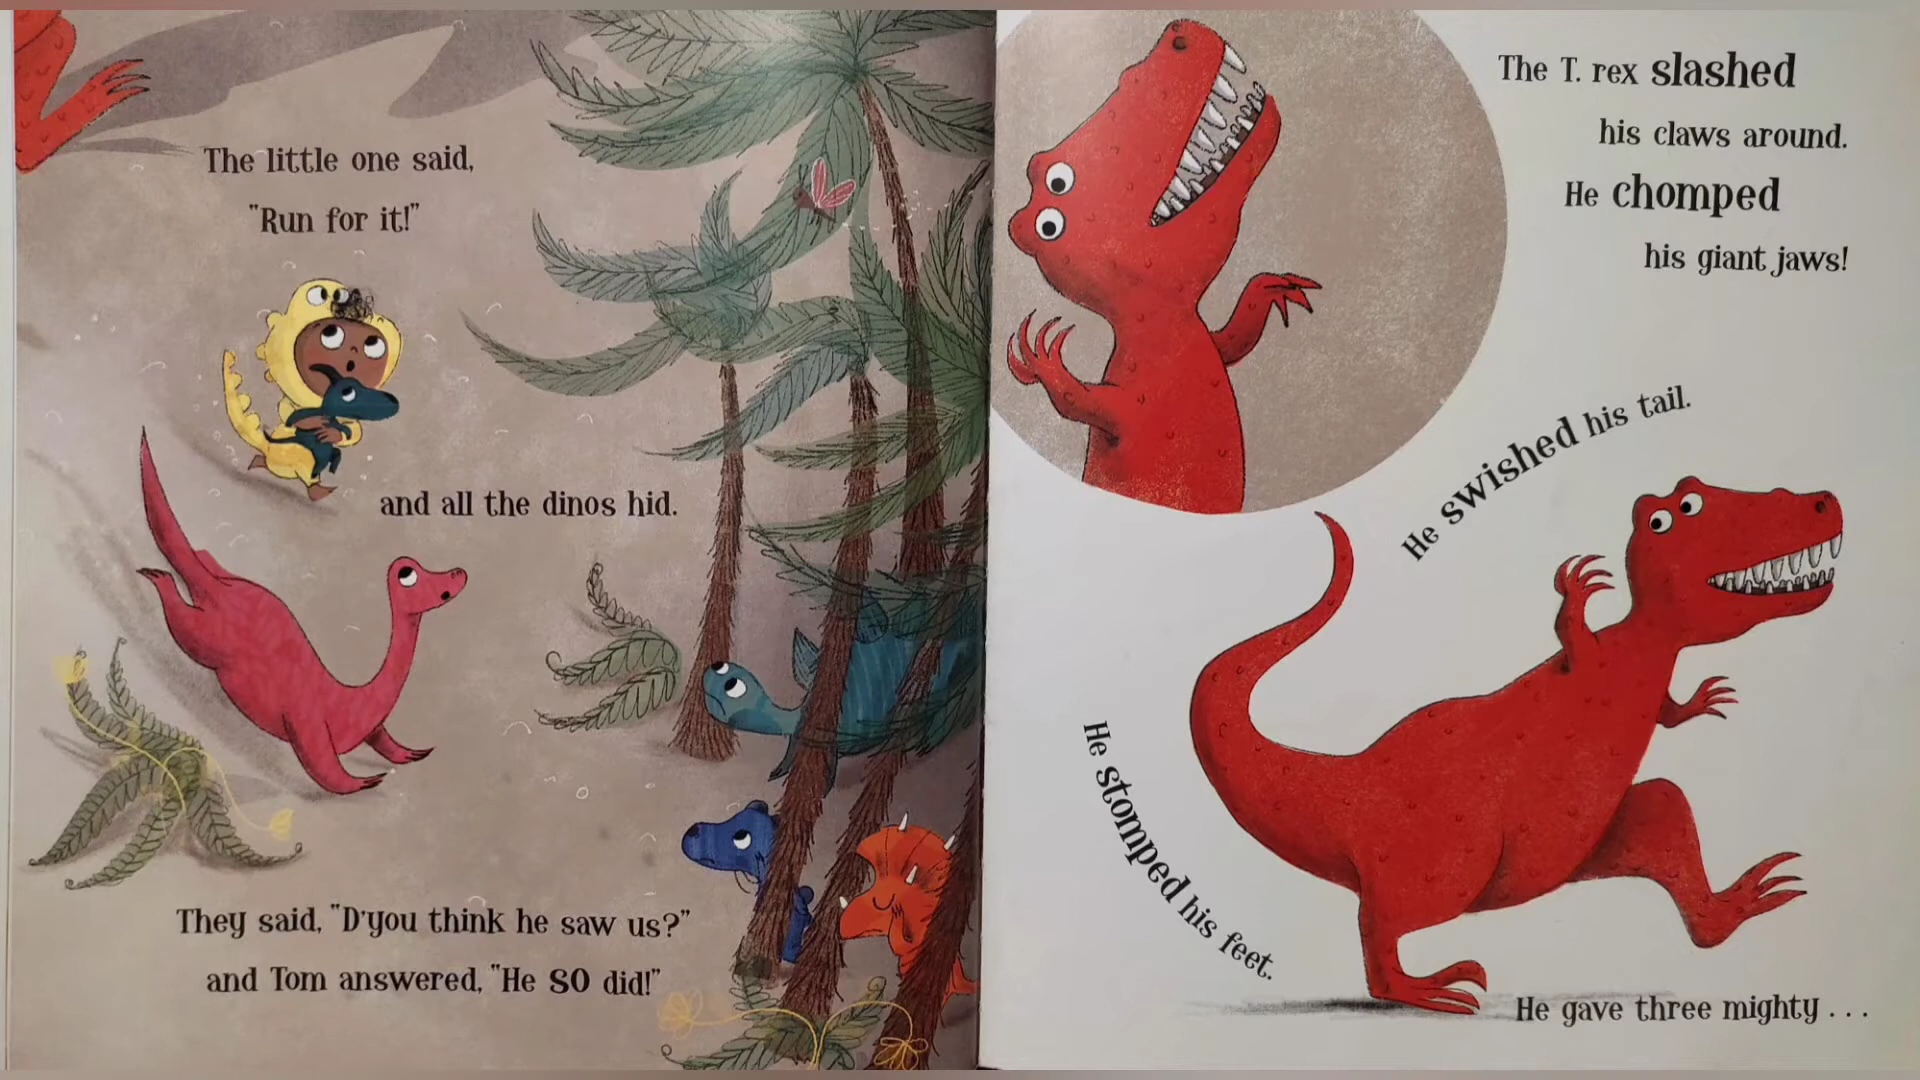 The little one said,
"Run for it!"
and all the dinos hid.
They said, "D'you think he saw us?"
and Tom answered, "He SO did!"
The T. rex slashed
his claws around.
He chomped
his giant jaws!
He swished his tail.
He stomped his feet.
He gave three mighty . . .